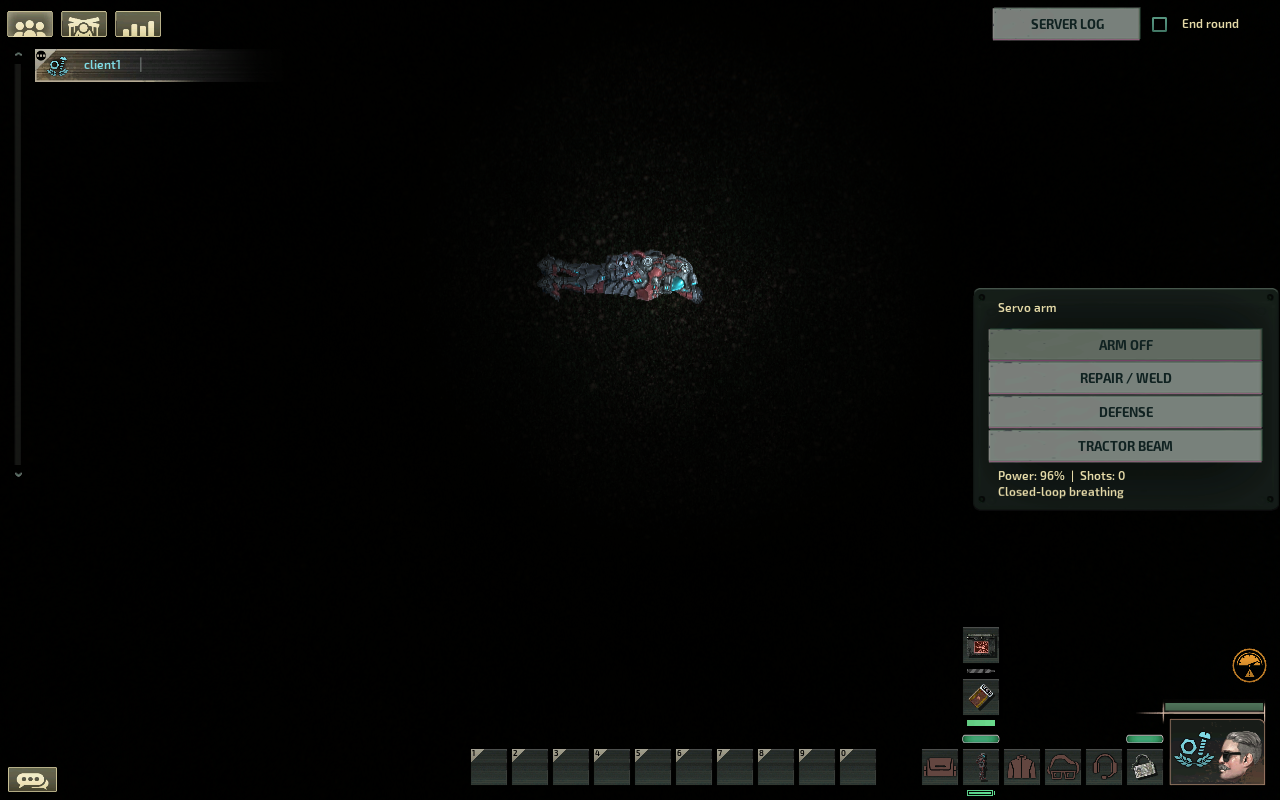 SERVER LOG
End round
client1
Servo arm
ARM OFF
REPAIR / WELD
DEFENSE
TRACTOR BEAM
Power: 96% | Shots: 0
Closed-loop breathing
1 2 3 4 5 6 7 8 9 0